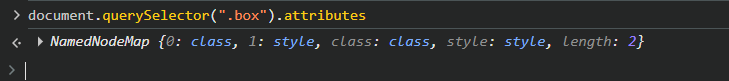 document.querySelector(".box").attributes
NamedNodeMap {0: class, 1: style, class: class, style: style, length: 2}